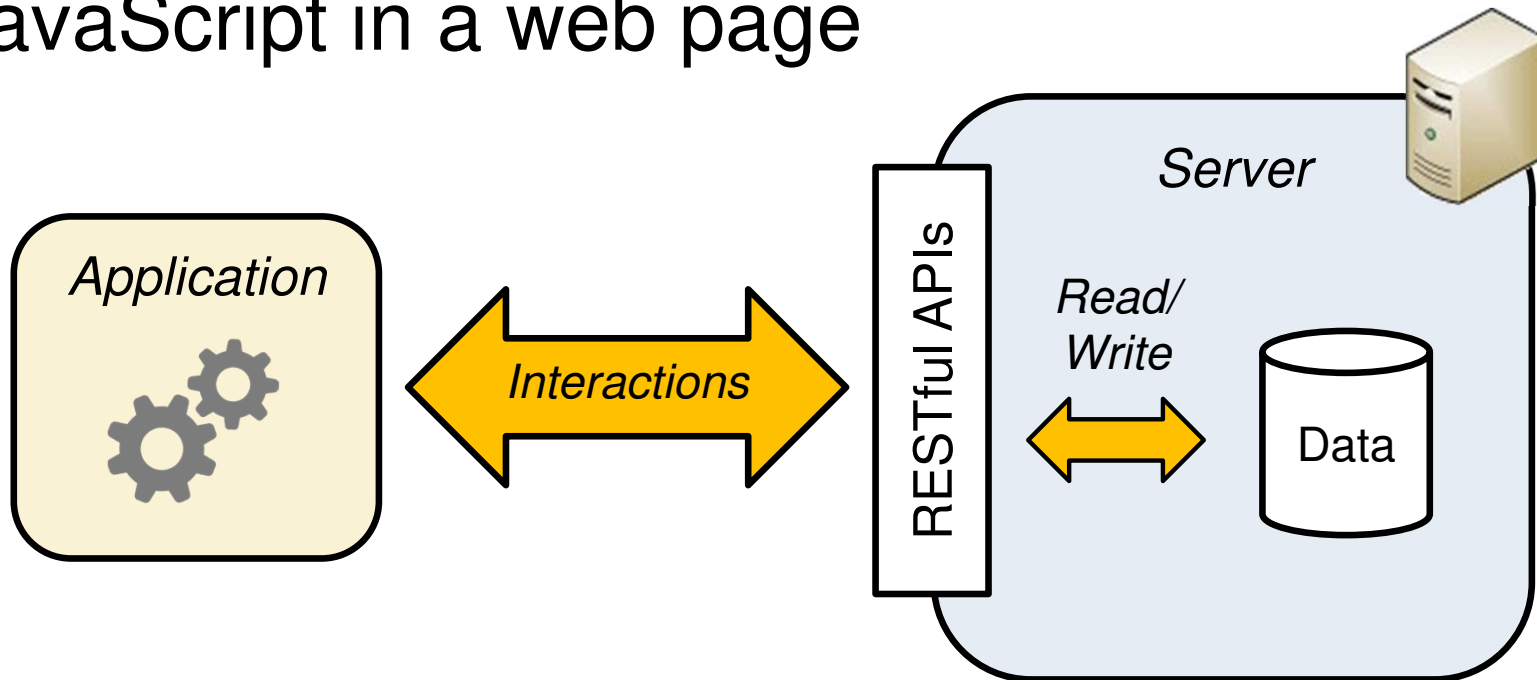 avaScript in a web page
Server
Application
RESTful APIs
Read/
Write
Interactions
Data